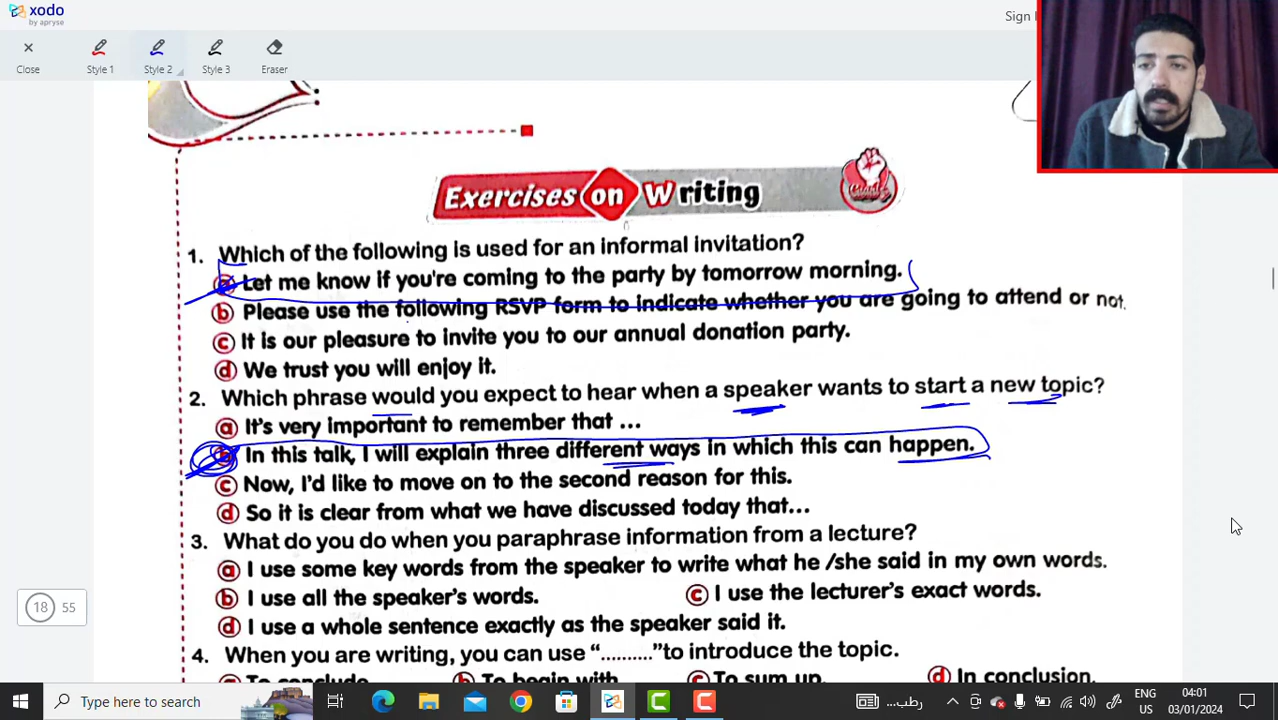 xodo
by apryse
Sign
Close
Style 1
Style 2
Style 3
Eraser
Exercises on Writing
1. Which of the following is used for an informal invitation?
a Let me know if you're coming to the party by tomorrow morning.
b Please use the following RSVP form to indicate whether you are going to attend or not.
c It is our pleasure to invite you to our annual donation party.
d We trust you will enjoy it.
2. Which phrase would you expect to hear when a speaker wants to start a new topic?
a It's very important to remember that ...
b In this talk, I will explain three different ways in which this can happen.
c Now, I'd like to move on to the second reason for this.
d So it is clear from what we have discussed today that...
3. What do you do when you paraphrase information from a lecture?
a I use some key words from the speaker to write what he /she said in my own words.
b I use all the speaker's words. c I use the lecturer's exact words.
d I use a whole sentence exactly as the speaker said it.
4. When you are writing, you can use “.........”to introduce the topic.
a To conclude b To begin with c To sum up d In conclusion
18 55
Type here to search
رطب...
ENG
US
04:01
03/01/2024